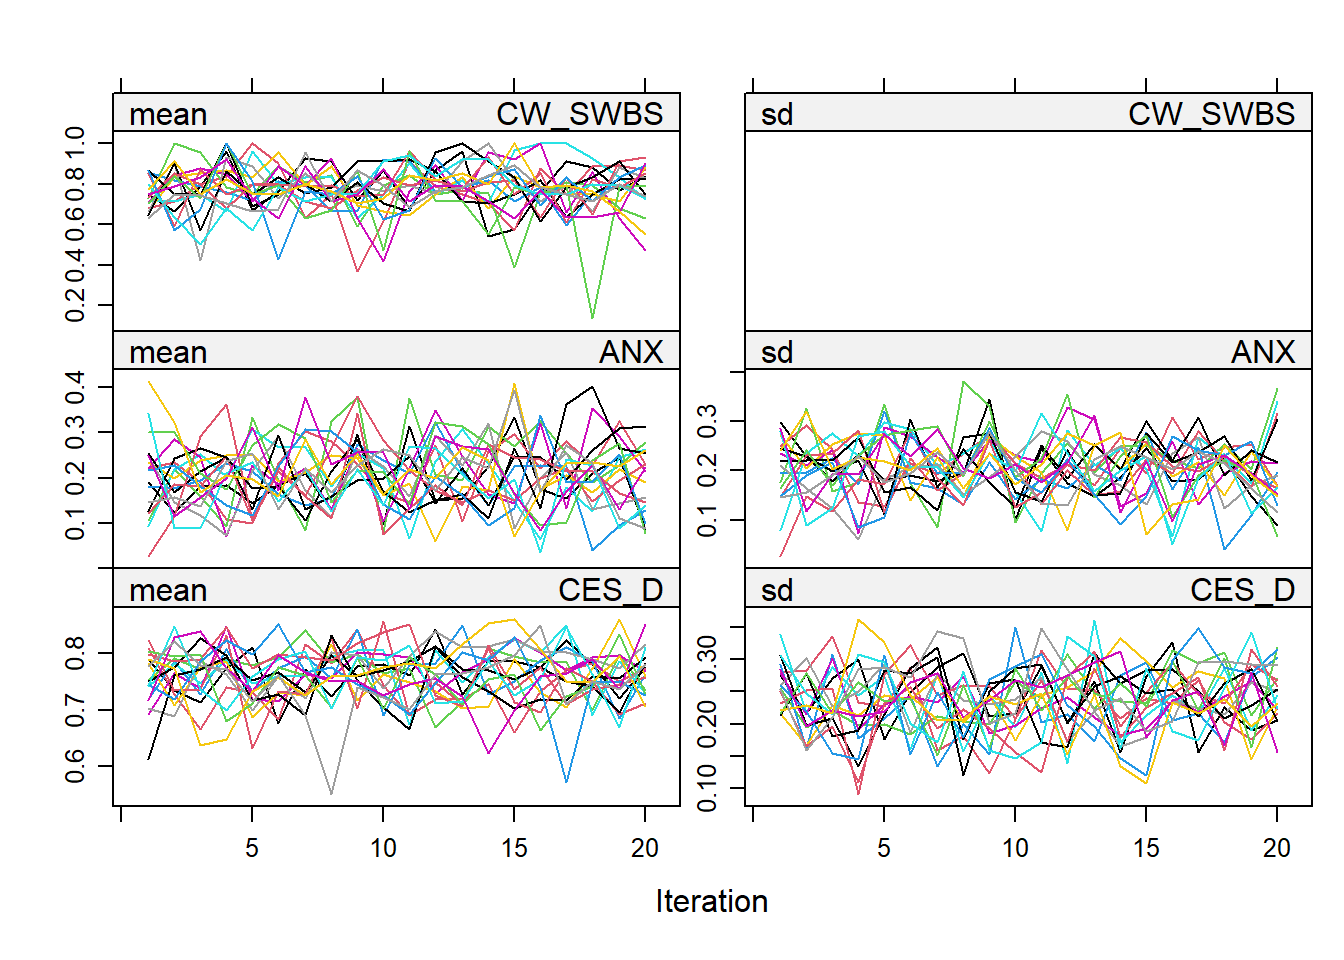 mean CW_SWBS
sd CW_SWBS
1.0
0.8
0.6
0.4
0.2
mean ANX
sd ANX
0.4
0.3
0.2
0.1
0.3
0.2
0.1
mean CES_D
sd CES_D
0.8
0.7
0.6
0.30
0.20
0.10
5 10 15 20
5 10 15 20
Iteration